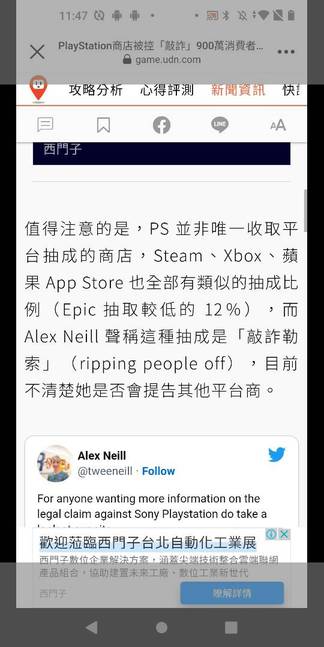 11:47
PlayStation商店被控「敲詐」900萬消費者...
game.udn.com
攻略分析 心得評測 新聞資訊 快訊
LINE
AA
西門子
值得注意的是，PS 並非唯一收取平
台抽成的商店，Steam、Xbox、蘋
果 App Store 也全部有類似的抽成比
例（Epic 抽取較低的 12%），而
Alex Neill 聲稱這種抽成是「敲詐勒
索」（ripping people off），目前
不清楚她是否會提告其他平台商。
Alex Neill
@tweeneill · Follow
For anyone wanting more information on the
legal claim against Sony Playstation do take a
歡迎蒞臨西門子台北自動化工業展
西門子數位企業解決方案，涵蓋尖端技術整合雲端聯網
產品組合，協助建置未來工廠、數位工業新世代
西門子
瞭解詳情